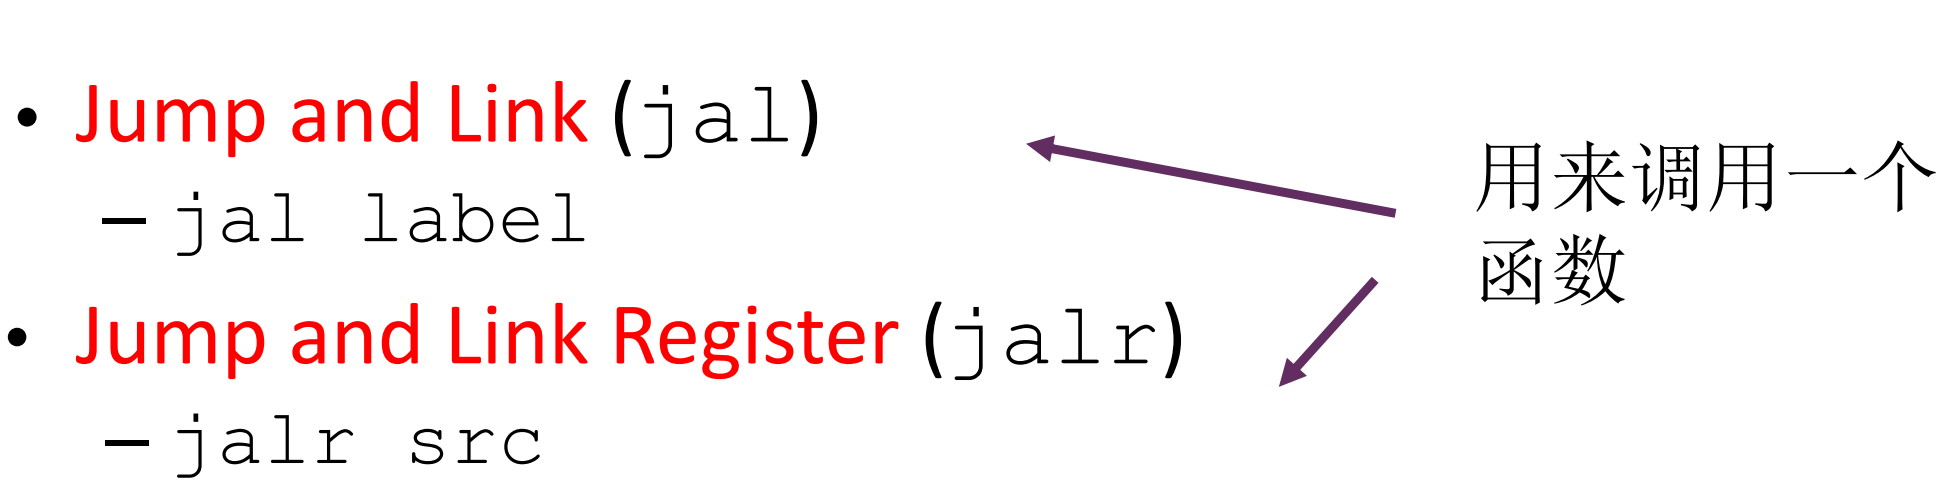 • Jump and Link (jal)
– jal label
• Jump and Link Register (jalr)
– jalr src
用来调用一个
函数